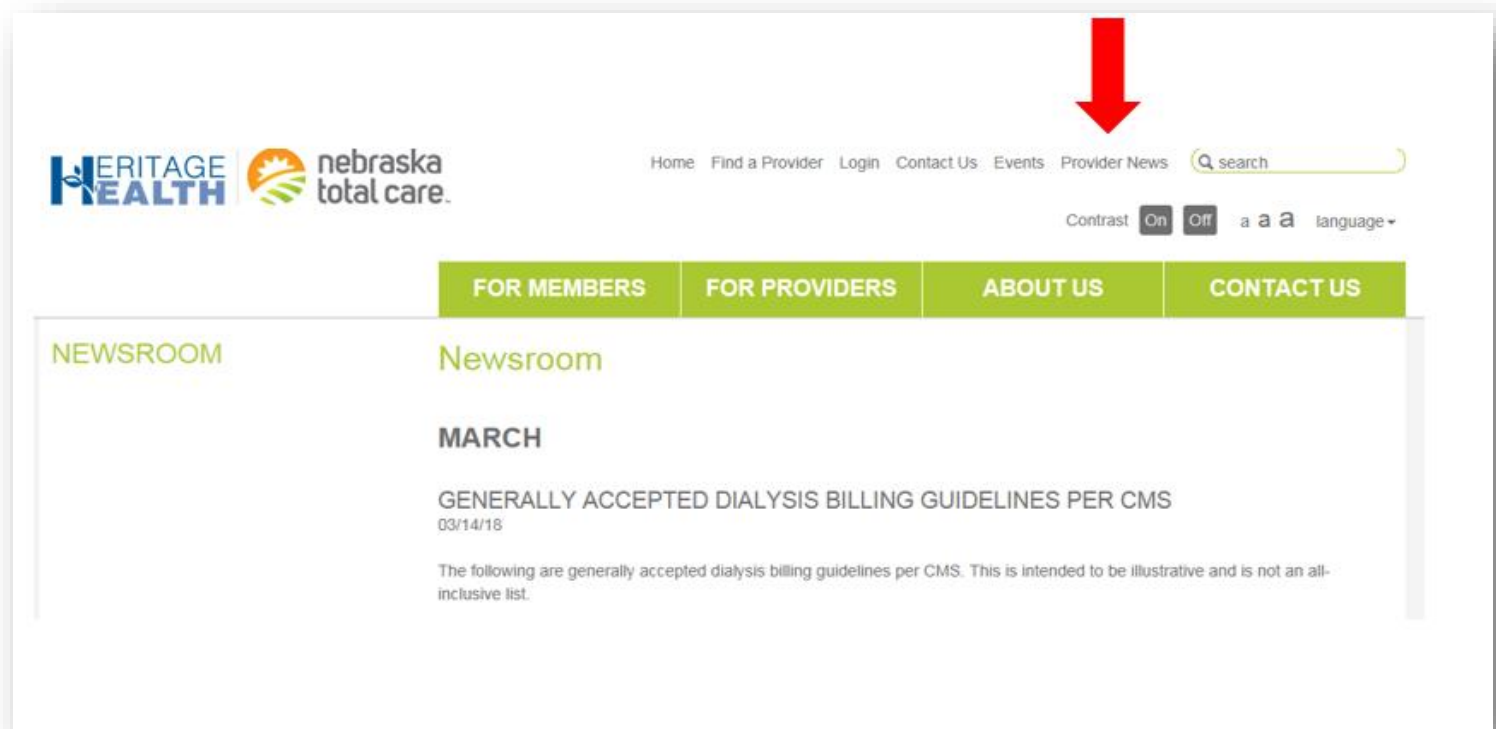 HERITAGE HEALTH
nebraska total care™
Home Find a Provider Login Contact Us Events Provider News search
Contrast On Off a a a language
FOR MEMBERS FOR PROVIDERS ABOUT US CONTACT US
NEWSROOM
Newsroom
MARCH
GENERALLY ACCEPTED DIALYSIS BILLING GUIDELINES PER CMS
03/14/18
The following are generally accepted dialysis billing guidelines per CMS. This is intended to be illustrative and is not an all-
inclusive list.